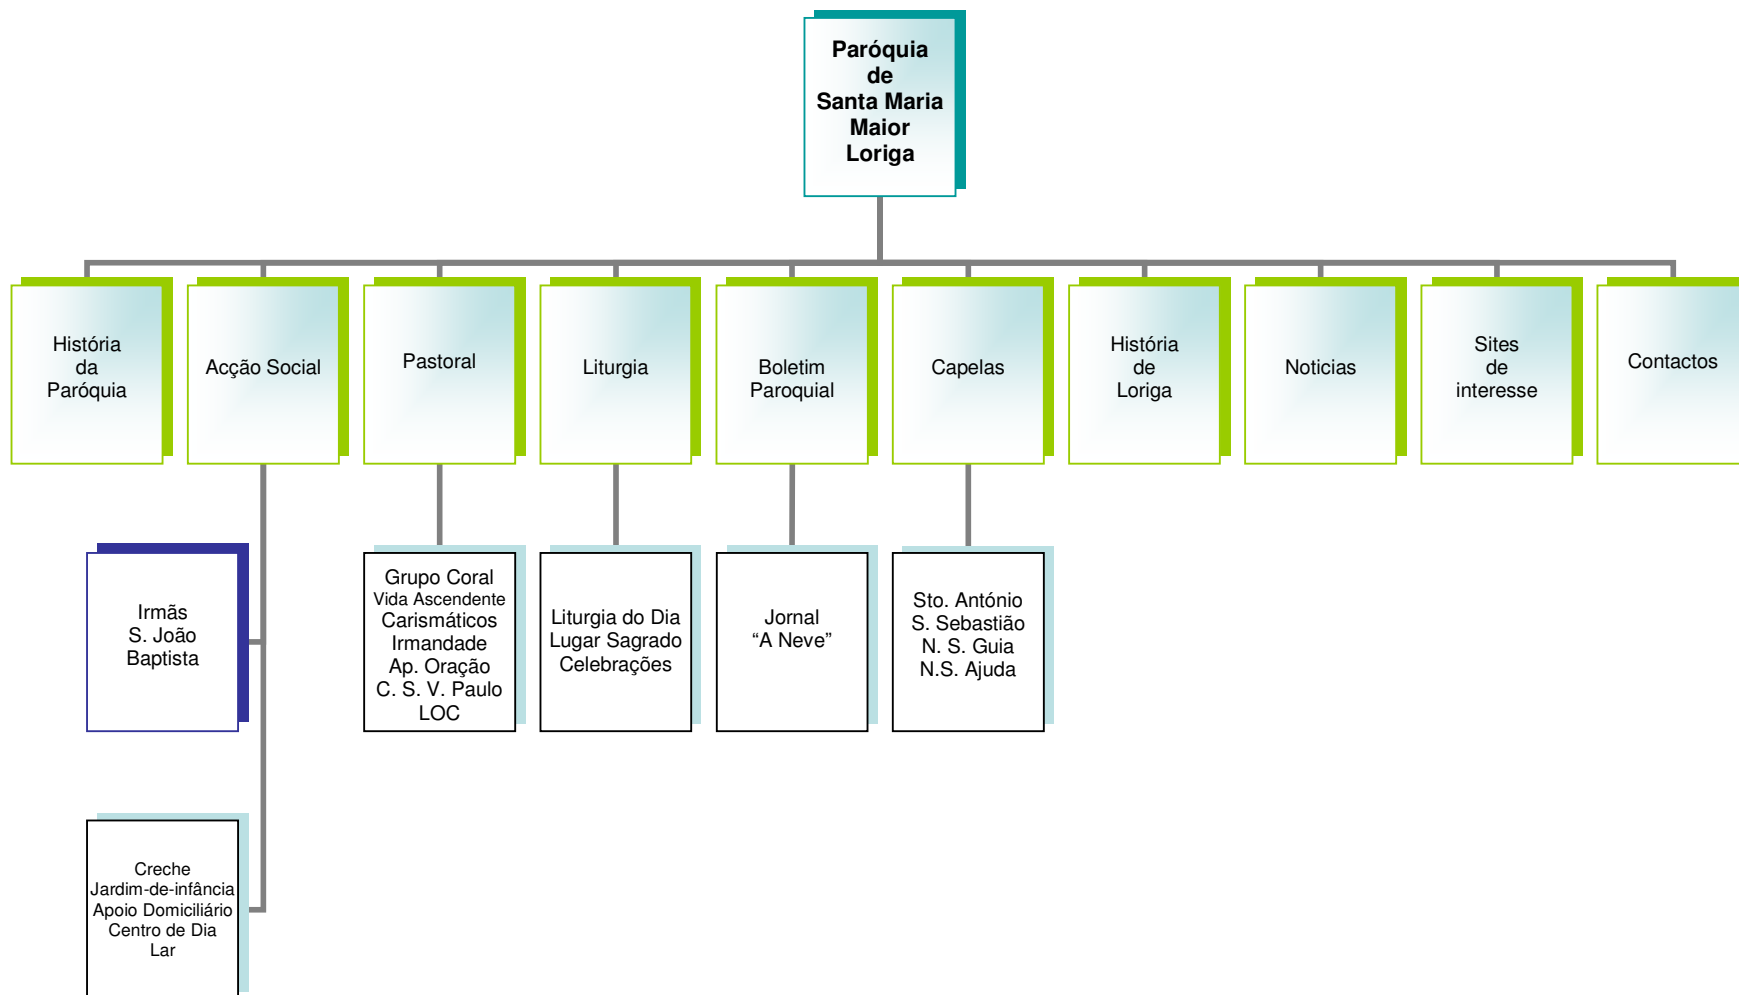 Paróquia
de
Santa Maria
Maior
Loriga
História
da
Paróquia
Acção Social
Pastoral
Liturgia
Boletim
Paroquial
Capelas
História
de
Loriga
Noticias
Sites
de
interesse
Contactos
Irmãs
S. João
Baptista
Grupo Coral
Vida Ascendente
Carismáticos
Irmandade
Ap. Oração
C. S. V. Paulo
LOC
Liturgia do Dia
Lugar Sagrado
Celebrações
Jornal
“A Neve”
Sto. António
S. Sebastião
N. S. Guia
N.S. Ajuda
Creche
Jardim-de-infância
Apoio Domiciliário
Centro de Dia
Lar